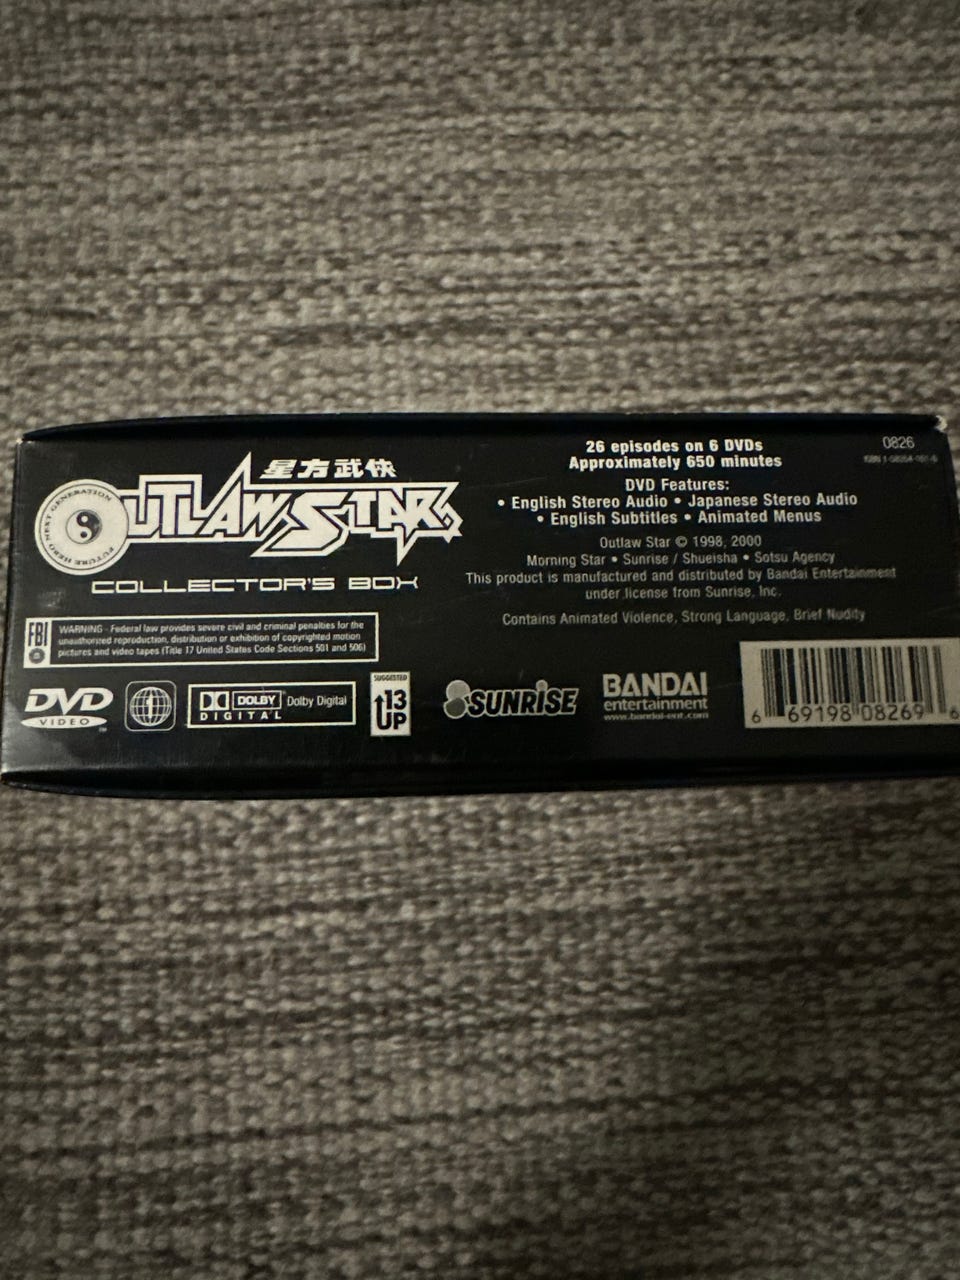 星方武侠
OUTLAW STAR
NEXT GENERATION
FUTURE HERO
COLLECTOR'S BOX
FBI
WARNING - Federal law provides severe civil and criminal penalties for the
unauthorized reproduction, distribution or exhibition of copyrighted motion
pictures and video tapes (Title 17 United States Code Sections 501 and 506)
DVD
VIDEO
TM
1
DOLBY
DIGITAL
Dolby Digital
SUGGESTED
13
UP
26 episodes on 6 DVDs
Approximately 650 minutes
DVD Features:
• English Stereo Audio • Japanese Stereo Audio
• English Subtitles • Animated Menus
Outlaw Star © 1998, 2000
Morning Star • Sunrise / Shueisha • Sotsu Agency
This product is manufactured and distributed by Bandai Entertainment
under license from Sunrise, Inc.
Contains Animated Violence, Strong Language, Brief Nudity
SUNRISE
BANDAI
entertainment
www.bandai-ent.com
0826
ISBN
6 69198 08269 6